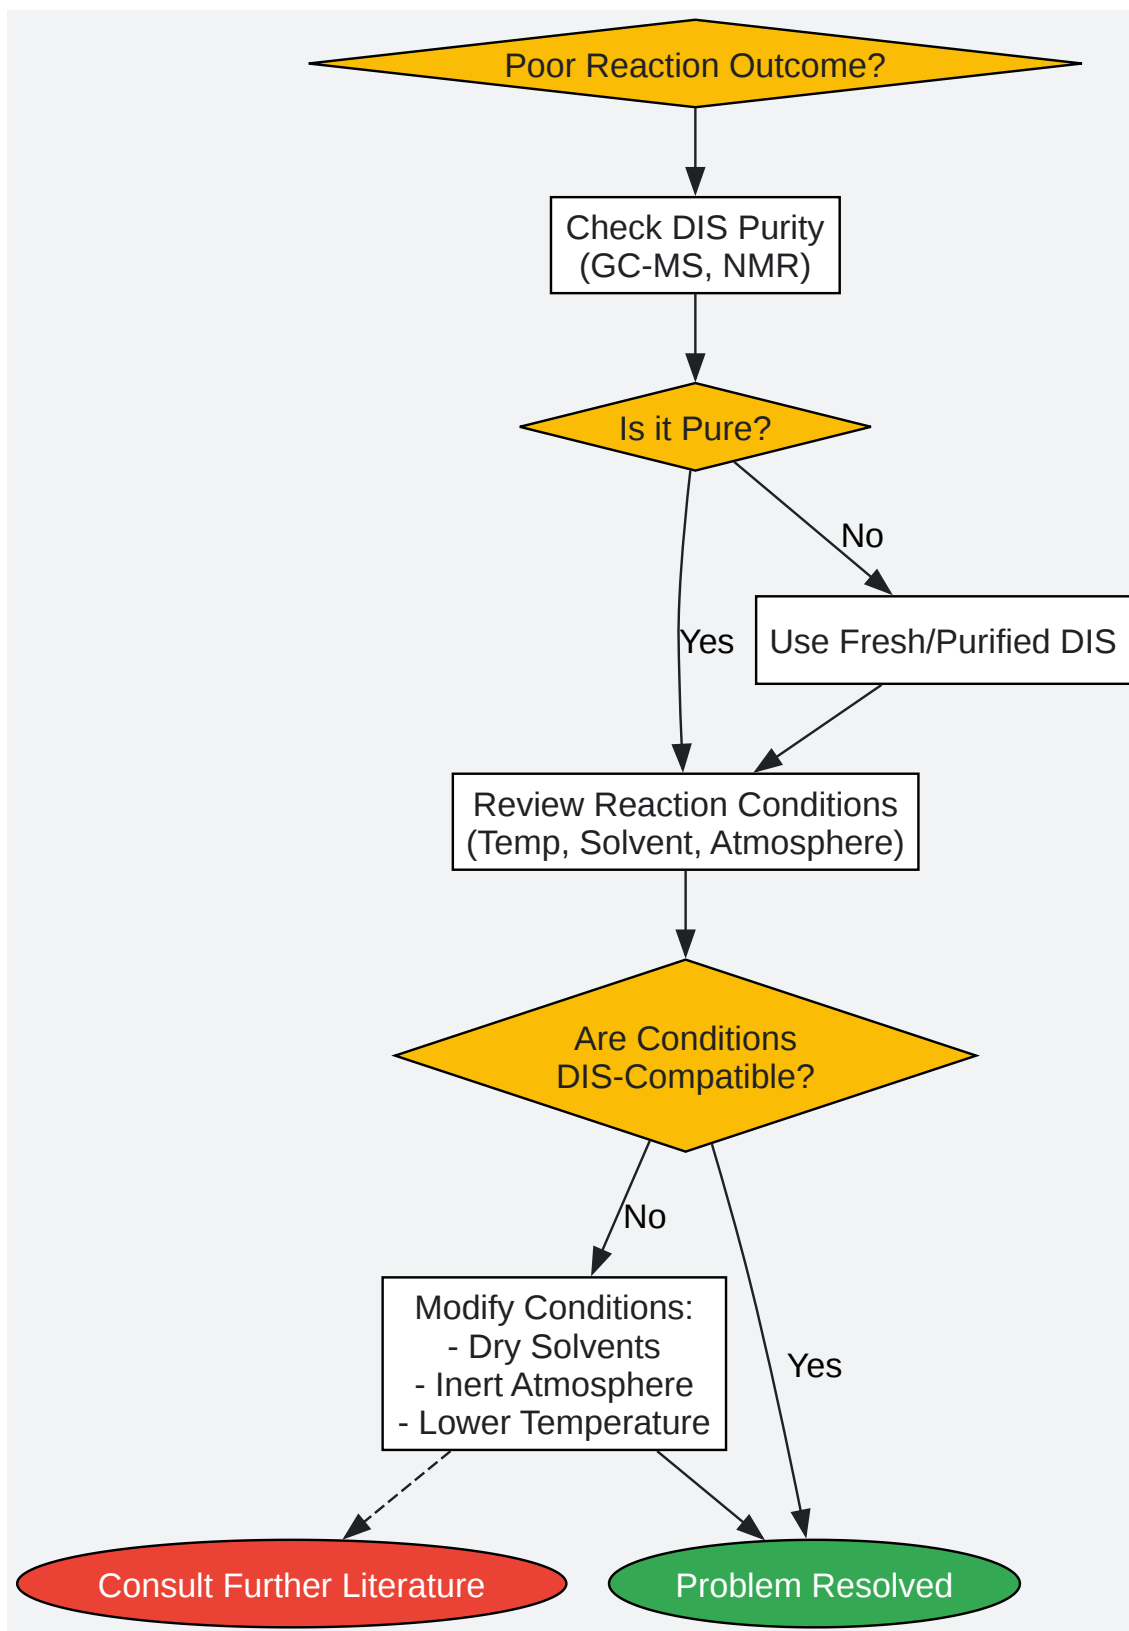 Poor Reaction Outcome?
Check DIS Purity
(GC-MS, NMR)
Is it Pure?
No
Yes
Use Fresh/Purified DIS
Review Reaction Conditions
(Temp, Solvent, Atmosphere)
Are Conditions
DIS-Compatible?
No
Modify Conditions:
- Dry Solvents
- Inert Atmosphere
- Lower Temperature
Yes
Consult Further Literature
Problem Resolved